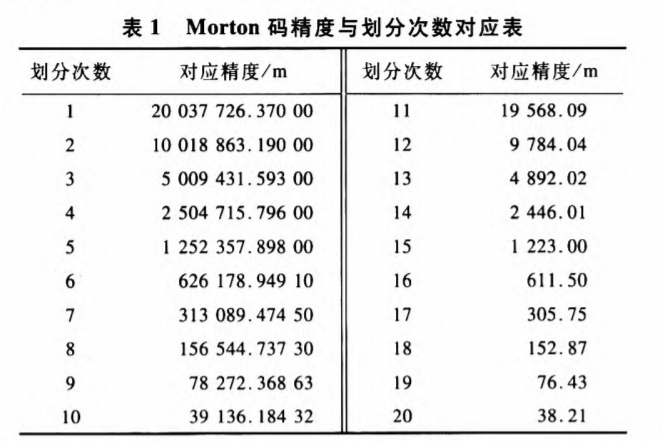 表 1 Morton 码精度与划分次数对应表
划分次数 对应精度/m 划分次数 对应精度/m
1 20 037 726.370 00 11 19 568.09
2 10 018 863.190 00 12 9 784.04
3 5 009 431.593 00 13 4 892.02
4 2 504 715.796 00 14 2 446.01
5 1 252 357.898 00 15 1 223.00
6 626 178.949 10 16 611.50
7 313 089.474 50 17 305.75
8 156 544.737 30 18 152.87
9 78 272.368 63 19 76.43
10 39 136.184 32 20 38.21